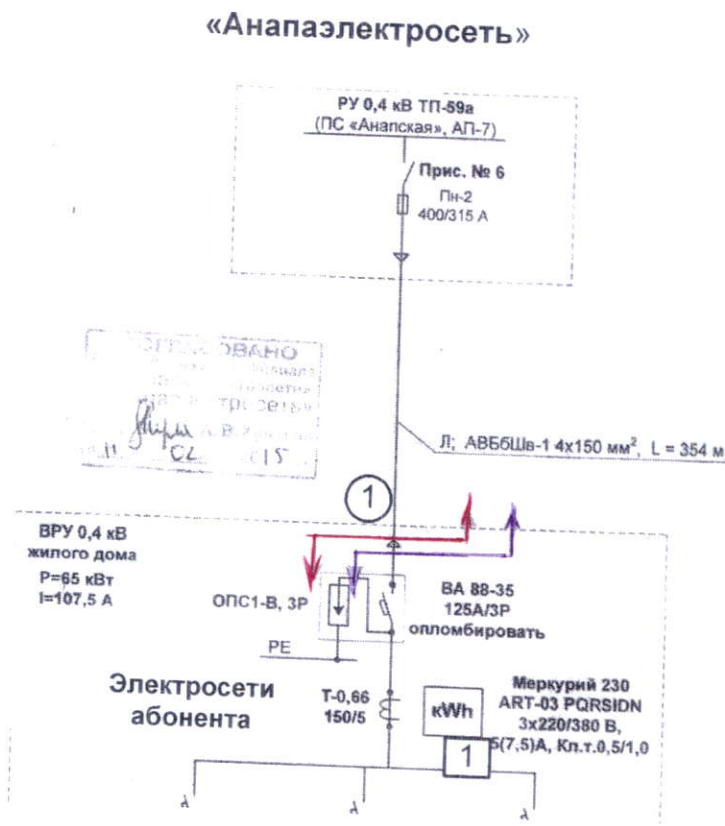 «Анапаэлектросеть»
РУ 0,4 кВ ТП-59а
(ПС «Анапская», АП-7)
Прис. № 6
Пн-2
400/315 А
Л; АВБбШв-1 4х150 мм², L = 354 м
1
ВРУ 0,4 кВ
жилого дома
Р=65 кВт
I=107,5 А
ОПС1-В, 3Р
РЕ
ВА 88-35
125А/3Р
опломбировать
Электросети
абонента
Т-0,66
150/5
кWh
Меркурий 230
ART-03 PQRSIDN
3х220/380 В,
5(7,5)А, Кл.т.0,5/1,0
1